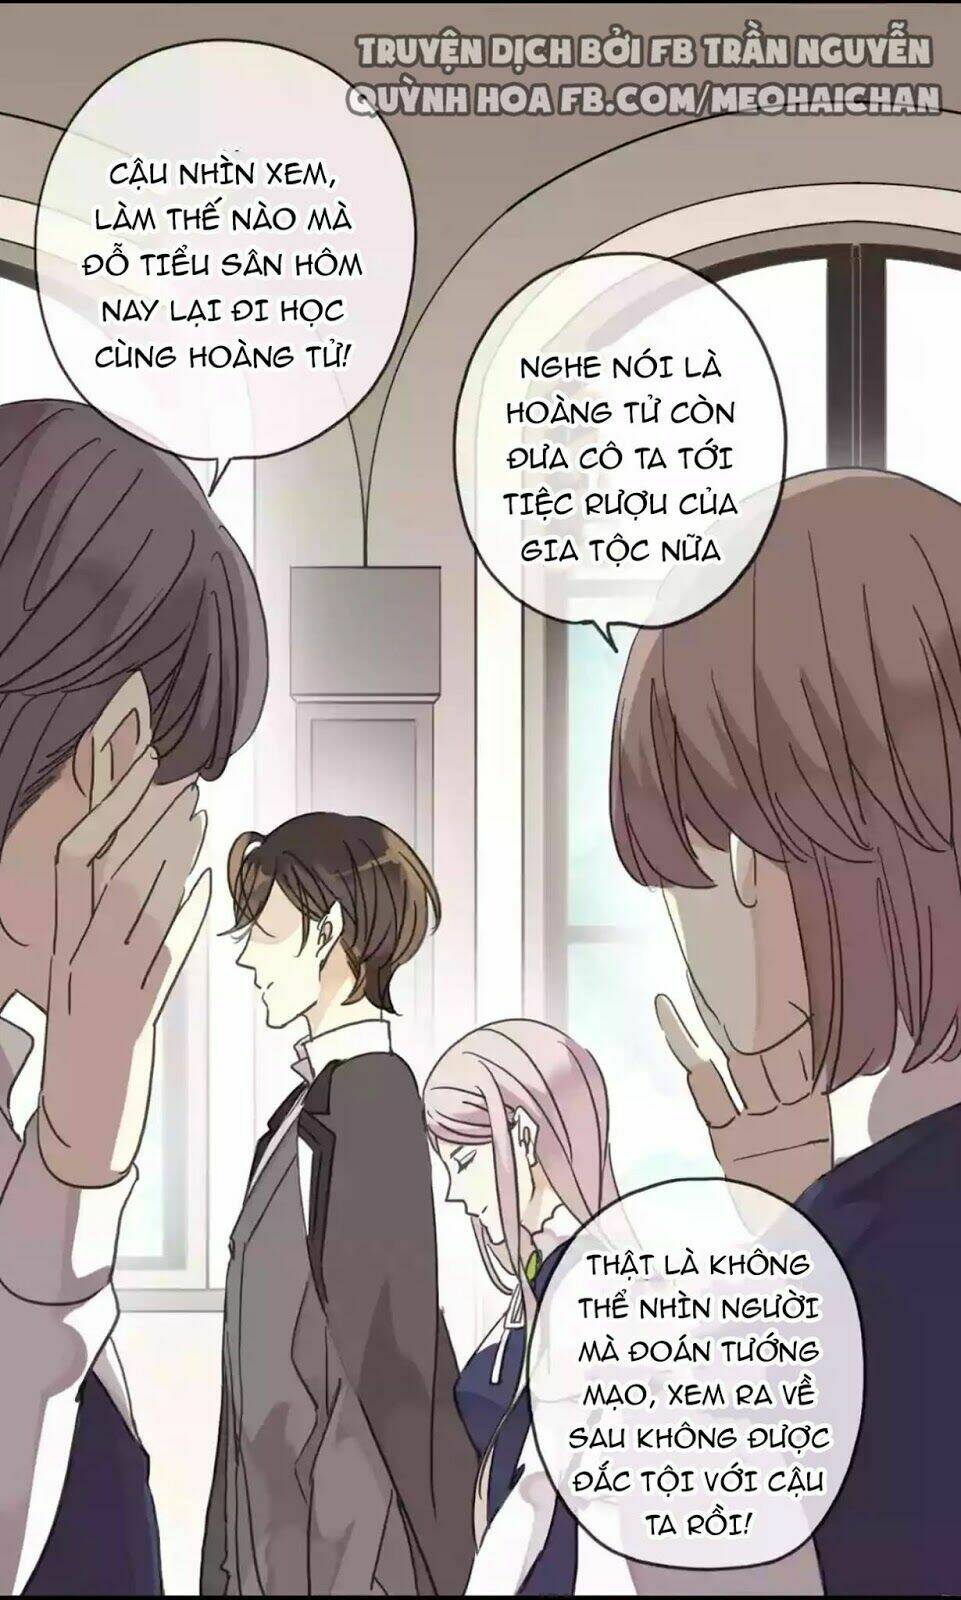 TRUYỆN DỊCH BỞI FB TRẦN NGUYỄN
QUỲNH HOA FB.COM/MEOHAICHAN
CẬU NHÌN XEM,
LÀM THẾ NÀO MÀ
ĐỖ TIỂU SÂN HÔM
NAY LẠI ĐI HỌC
CÙNG HOÀNG TỬ!
NGHE NÓI LÀ
HOÀNG TỬ CÒN
ĐƯA CÔ TA TỚI
TIỆC RƯỢU CỦA
GIA TỘC NỮA
THẬT LÀ KHÔNG
THỂ NHÌN NGƯỜI
MÀ ĐOÁN TƯỚNG
MẠO, XEM RA VỀ
SAU KHÔNG ĐƯỢC
ĐẮC TỘI VỚI CẬU
TA RỒI!